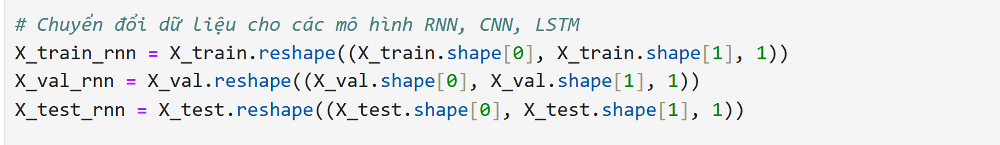 # Chuyển đổi dữ liệu cho các mô hình RNN, CNN, LSTM
X_train_rnn = X_train.reshape((X_train.shape[0], X_train.shape[1], 1))
X_val_rnn = X_val.reshape((X_val.shape[0], X_val.shape[1], 1))
X_test_rnn = X_test.reshape((X_test.shape[0], X_test.shape[1], 1))